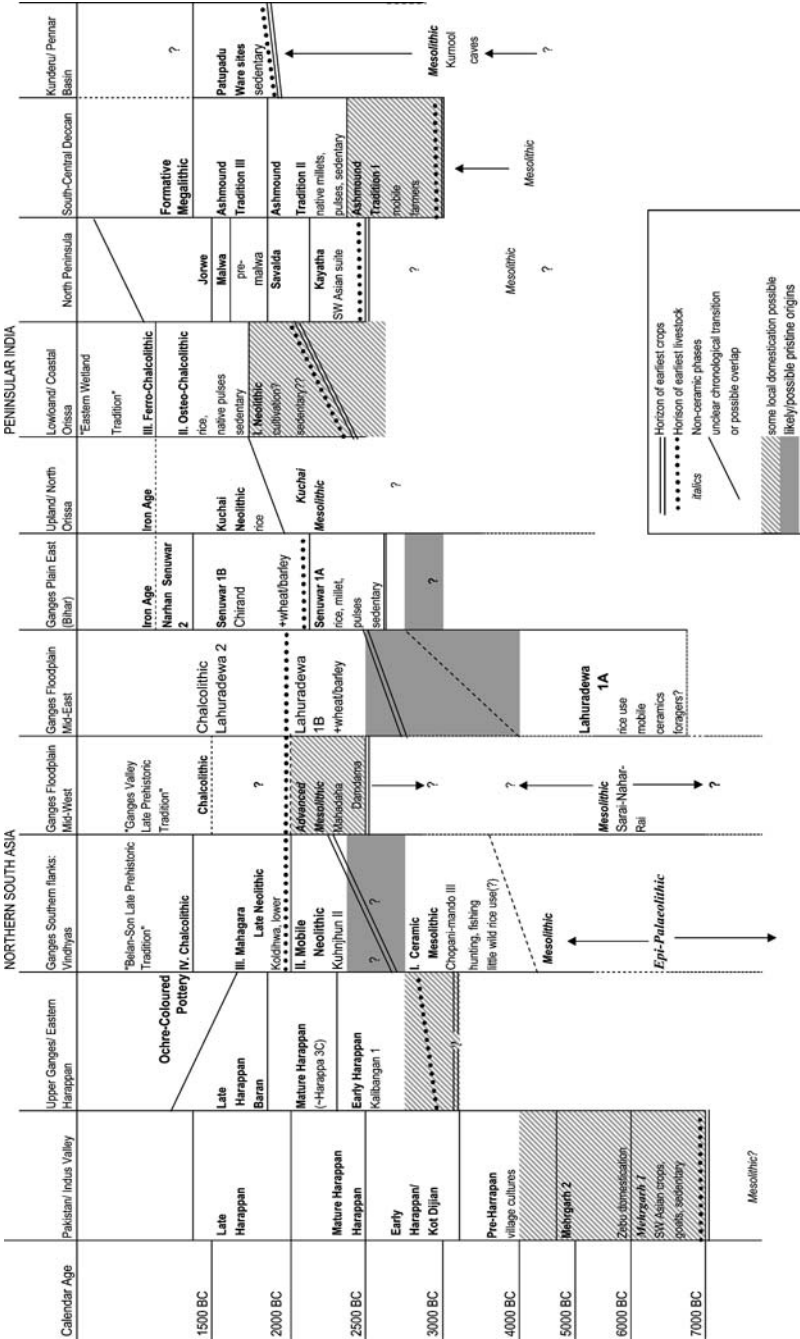 NORTHERN SOUTH ASIA
PENINSULAR INDIA
Calendar Age
1500 BC
2000 BC
2500 BC
3000 BC
4000 BC
5000 BC
6000 BC
7000 BC
Pakistan/ Indus Valley
Late
Harappan
Mature Harappan
Harappan
Early
Harappan/
Kot Dijian
Pre-Harrapan
village cultures
Mehrgarh 2
Zebu domestication
Mehrgarh 1
SW Asian crops,
goats, sedentary
Mesolithic?
Upper Ganges/ Eastern
Harappan
Ochre-Coloured
Pottery
Late
Harappan
Baran
Mature Harappan
(~Harappa 3C)
Early Harappan
Kalibangan 1
?
Ganges Southern flanks:
Vindhyas
"Belan-Son Late Prehistoric
Tradition"
IV. Chalcolithic
III. Mahagara
Late Neolithic
Koldihwa, lower
II. Mobile
Neolithic
Kuhnjhun II
?
?
I. Ceramic
Mesolithic
Chopani-mando III
hunting, fishing
little wild rice use(?)
Mesolithic
Epi-Palaeolithic
Ganges Floodplain
Mid-West
"Ganges Valley
Late Prehistoric
Tradition"
Chalcolithic
?
Advanced
Mesolithic
Mahadaha
Damdama
?
?
Mesolithic
Sarai-Nahar-
Rai
?
Ganges Floodplain
Mid-East
Chalcolithic
Lahuradewa 2
Lahuradewa
1B
+wheat/barley
Lahuradewa
1A
rice use
mobile
ceramics
foragers?
Ganges Plain East
(Bihar)
Iron Age
Narhan Senuwar
2
Senuwar 1B
Chirand
+wheat/barley
Senuwar 1A
rice, millet,
pulses
sedentary
?
Upland/ North
Orissa
Iron Age
Kuchai
Neolithic
rice
Kuchai
Mesolithic
?
Lowloand/ Coastal
Orissa
"Eastern Wetland
Tradition"
III. Ferro-Chalcolithic
II. Osteo-Chalcolithic
rice,
native pulses
sedentary
I. Neolithic
cultivation?
sedentary??
North Peninsula
Jorwe
Malwa
pre-
malwa
Savalda
Kayatha
SW Asian suite
?
Mesolithic
?
South-Central Deccan
Formative
Megalithic
Ashmound
Tradition III
Ashmound
Tradition II
native millets,
pulses, sedentary
Ashmound
Tradition I
mobile
farmers
Mesolithic
Kunderu/ Pennar
Basin
?
Patupadu
Ware sites
sedentary
Mesolithic
Kurnool
caves
?
Horizon of earliest crops
Horison of earliest livestock
italics
Non-ceramic phases
unclear chronological transition
or possible overlap
some local domestication possible
likely/possible pristine origins